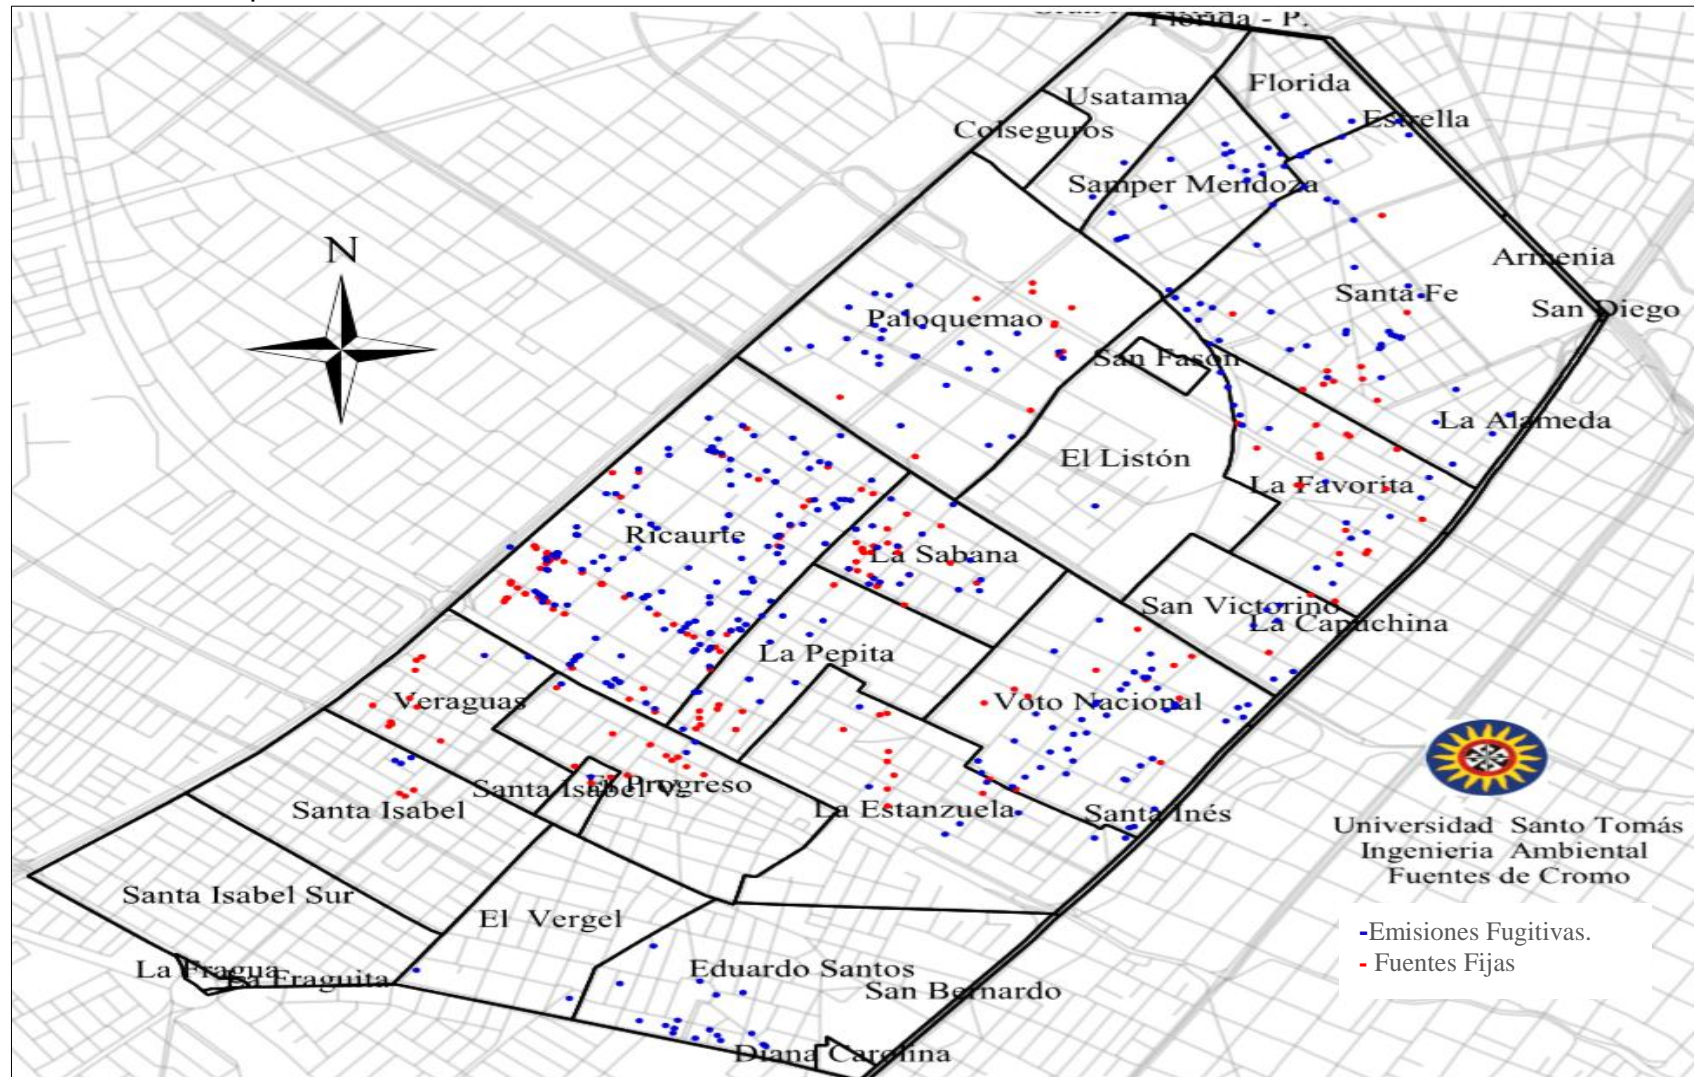 Florida - P.
Florida
Usatama
Estrella
Colseguros
Samper Mendoza
N
Armenia
Santa Fe
San Diego
Paloquemao
San Fasón
La Alameda
El Listón
La Favorita
Ricaurte
La Sabana
San Victorino
La Capuchina
La Pepita
Veraguas
Voto Nacional
Santa Isabel V.
El Progreso
Santa Isabel
La Estanzuela
Santa Inés
Universidad Santo Tomás
Ingenieria Ambiental
Fuentes de Cromo
Santa Isabel Sur
El Vergel
-Emisiones Fugitivas.
- Fuentes Fijas
La Fragua
La Fraguita
Eduardo Santos
San Bernardo
Diana Carolina